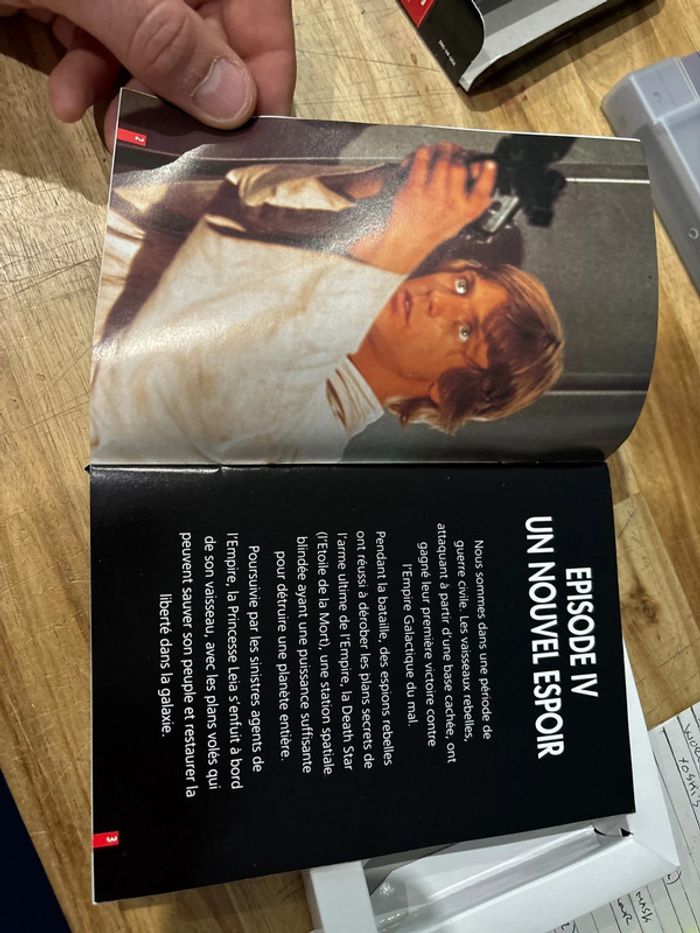 2
EPISODE IV
UN NOUVEL ESPOIR
Nous sommes dans une période de
guerre civile. Les vaisseaux rebelles,
attaquant à partir d'une base cachée, ont
gagné leur première victoire contre
l'Empire Galactique du mal.
Pendant la bataille, des espions rebelles
ont réussi à dérober les plans secrets de
l'arme ultime de l'Empire, la Death Star
(l'Etoile de la Mort), une station spatiale
blindée ayant une puissance suffisante
pour détruire une planète entière.
Poursuivie par les sinistres agents de
l'Empire, la Princesse Leia s'enfuit à bord
de son vaisseau, avec les plans volés qui
peuvent sauver son peuple et restaurer la
liberté dans la galaxie.
3
MASK